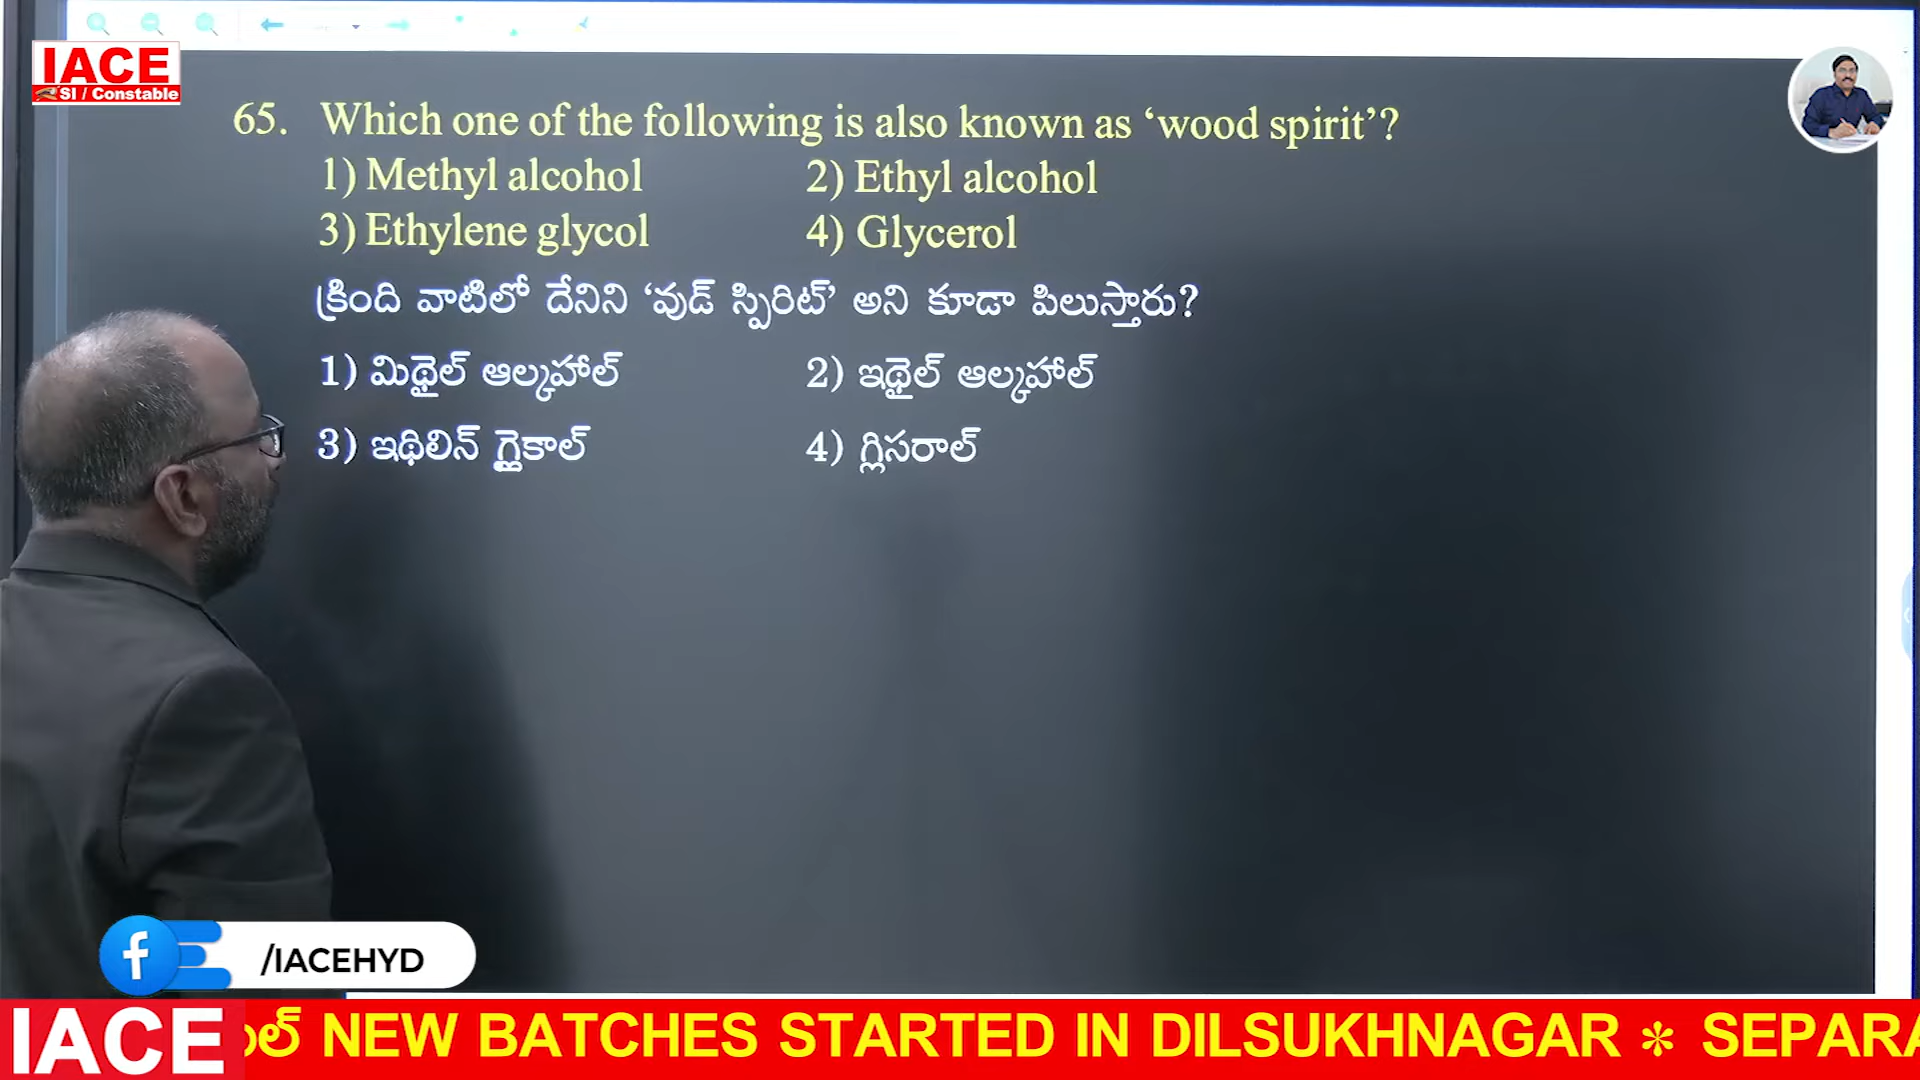 IACE
SI / Constable
65. Which one of the following is also known as ‘wood spirit’?
1) Methyl alcohol 2) Ethyl alcohol
3) Ethylene glycol 4) Glycerol
క్రింది వాటిలో దేనిని ‘వుడ్ స్పిరిట్’ అని కూడా పిలుస్తారు?
1) మిథైల్ ఆల్కహాల్ 2) ఇథైల్ ఆల్కహాల్
3) ఇథిలిన్ గ్లైకాల్ 4) గ్లిసరాల్
f /IACEHYD
IACE NEW BATCHES STARTED IN DILSUKHNAGAR * SEPARA